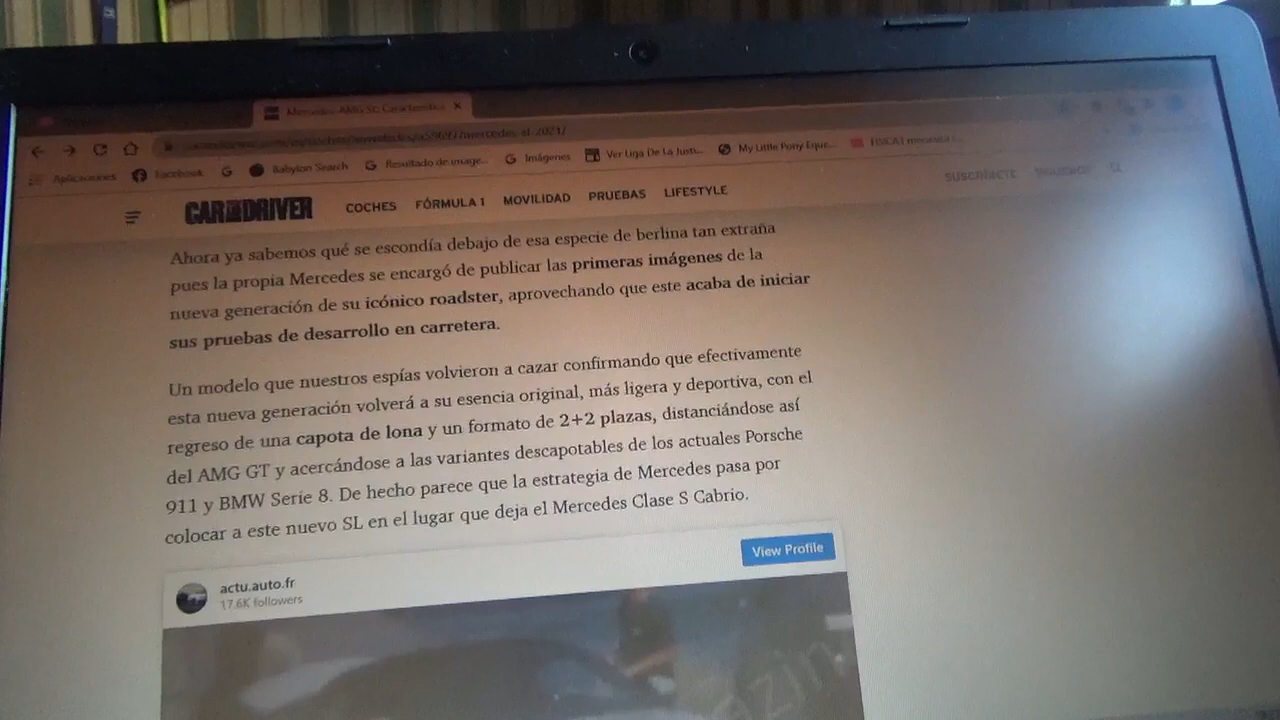 Mercedes-AMG SL: Característica
Aplicaciones Facebook Babylon Search Resultado de image... Imágenes Ver Liga De La Justi... My Little Pony Eque...
CAR AND DRIVER COCHES FÓRMULA 1 MOVILIDAD PRUEBAS LIFESTYLE SUSCRÍBETE
Ahora ya sabemos qué se escondía debajo de esa especie de berlina tan extraña
pues la propia Mercedes se encargó de publicar las primeras imágenes de la
nueva generación de su icónico roadster, aprovechando que este acaba de iniciar
sus pruebas de desarrollo en carretera.
Un modelo que nuestros espías volvieron a cazar confirmando que efectivamente
esta nueva generación volverá a su esencia original, más ligera y deportiva, con el
regreso de una capota de lona y un formato de 2+2 plazas, distanciándose así
del AMG GT y acercándose a las variantes descapotables de los actuales Porsche
911 y BMW Serie 8. De hecho parece que la estrategia de Mercedes pasa por
colocar a este nuevo SL en el lugar que deja el Mercedes Clase S Cabrio.
actu.auto.fr
17.6K followers
View Profile